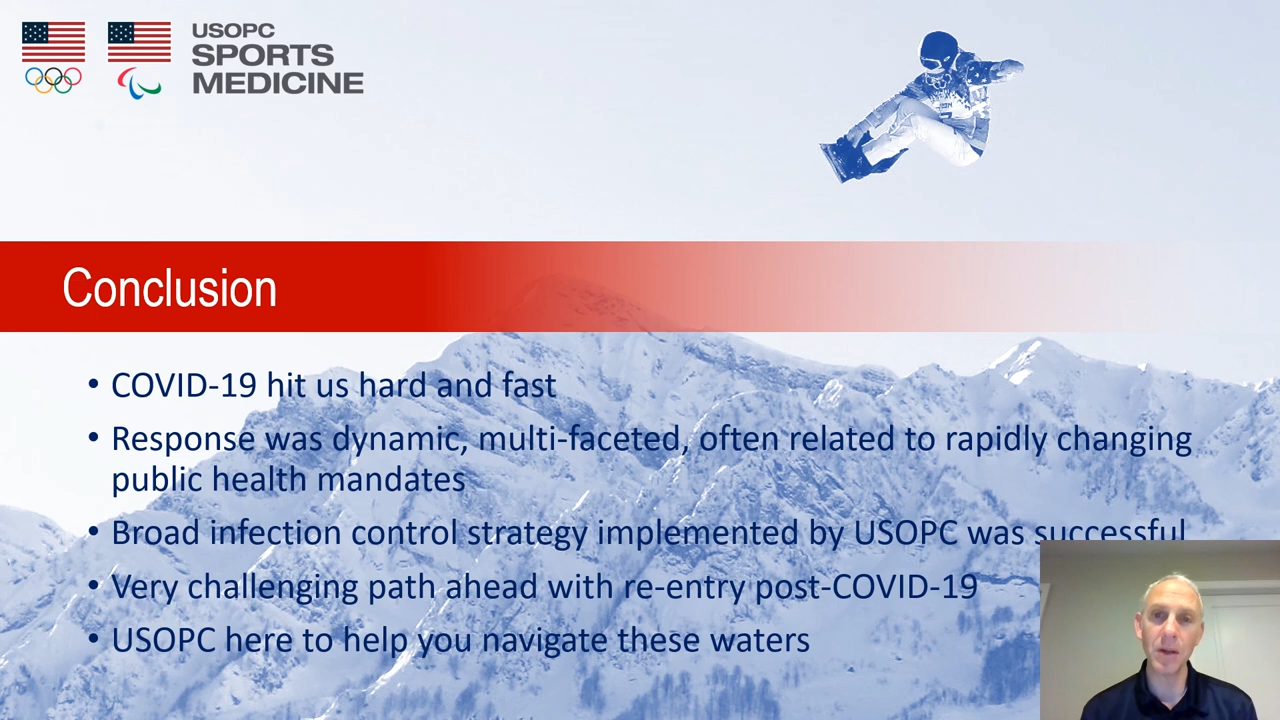 USOPC
SPORTS
MEDICINE
Conclusion
• COVID-19 hit us hard and fast
• Response was dynamic, multi-faceted, often related to rapidly changing
public health mandates
• Broad infection control strategy implemented by USOPC was successful
• Very challenging path ahead with re-entry post-COVID-19
• USOPC here to help you navigate these waters